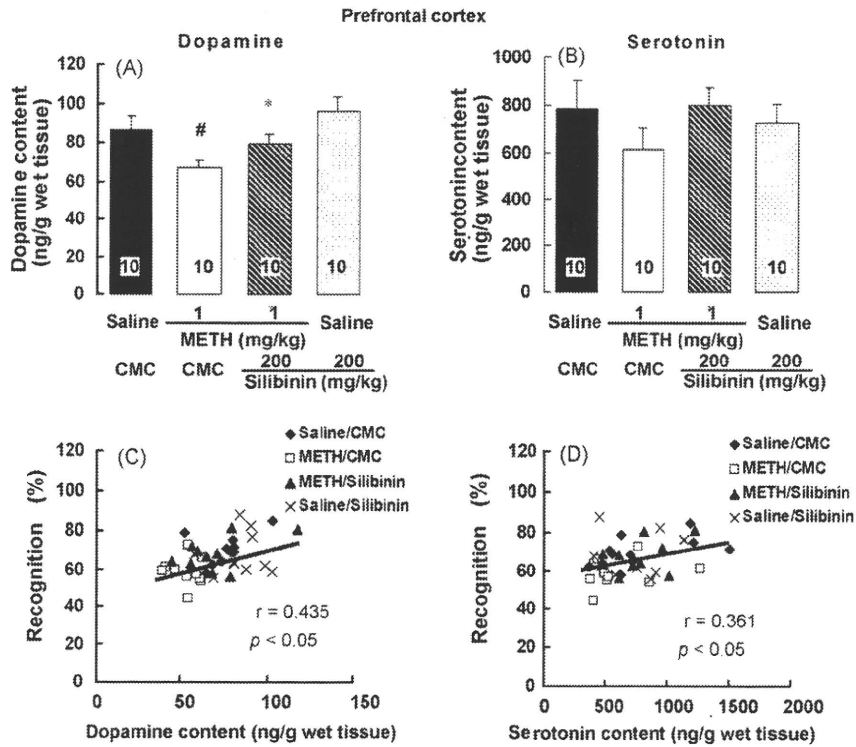 Prefrontal cortex
Dopamine
(A)
120
100
80
60
40
20
0
Dopamine content
(ng/g wet tissue)
#
*
10
10
10
10
Saline
1
1
Saline
METH (mg/kg)
CMC
CMC
200
200
Silibinin (mg/kg)
Serotonin
(B)
1000
800
600
400
200
0
Serotonincontent
(ng/g wet tissue)
10
10
10
10
Saline
1
1
Saline
METH (mg/kg)
CMC
CMC
200
200
Silibinin (mg/kg)
(C)
120
100
80
60
40
20
0
Recognition (%)
Saline/CMC
METH/CMC
METH/Silibinin
Saline/Silibinin
r = 0.435
p < 0.05
0
50
100
150
Dopamine content (ng/g wet tissue)
(D)
120
100
80
60
40
20
0
Recognition (%)
Saline/CMC
METH/CMC
METH/Silibinin
Saline/Silibinin
r = 0.361
p < 0.05
0
500
1000
1500
2000
Serotonin content (ng/g wet tissue)